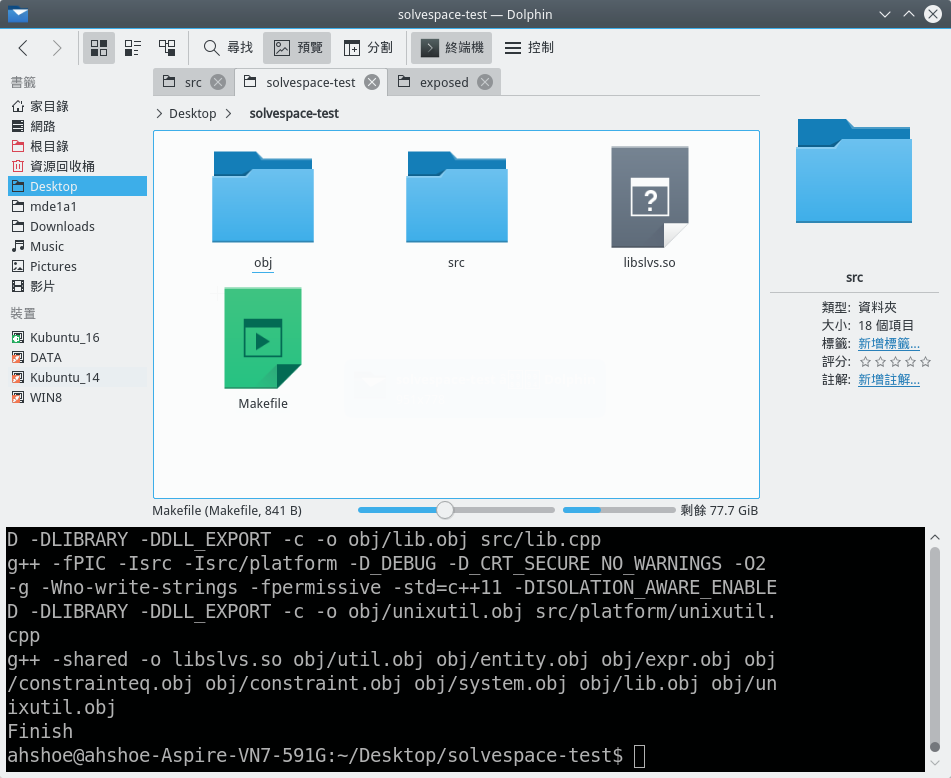 solvespace-test — Dolphin
尋找
預覽
分割
終端機
控制
書籤
家目錄
網路
根目錄
資源回收桶
Desktop
mde1a1
Downloads
Music
Pictures
影片
裝置
Kubuntu_16
DATA
Kubuntu_14
WIN8
src
solvespace-test
exposed
Desktop
solvespace-test
obj
src
libslvs.so
Makefile
Makefile (Makefile, 841 B)
剩餘 77.7 GiB
src
類型: 資料夾
大小: 18 個項目
標籤: 新增標籤...
評分:
註解: 新增註解...
D -DLIBRARY -DDLL_EXPORT -c -o obj/lib.obj src/lib.cpp
g++ -fPIC -Isrc -Isrc/platform -D_DEBUG -D_CRT_SECURE_NO_WARNINGS -O2
-g -Wno-write-strings -fpermissive -std=c++11 -DISOLATION_AWARE_ENABLE
D -DLIBRARY -DDLL_EXPORT -c -o obj/unixutil.obj src/platform/unixutil.
cpp
g++ -shared -o libslvs.so obj/util.obj obj/entity.obj obj/expr.obj obj
/constrainteq.obj obj/constraint.obj obj/system.obj obj/lib.obj obj/un
ixutil.obj
Finish
ahshoe@ahshoe-Aspire-VN7-591G:~/Desktop/solvespace-test$